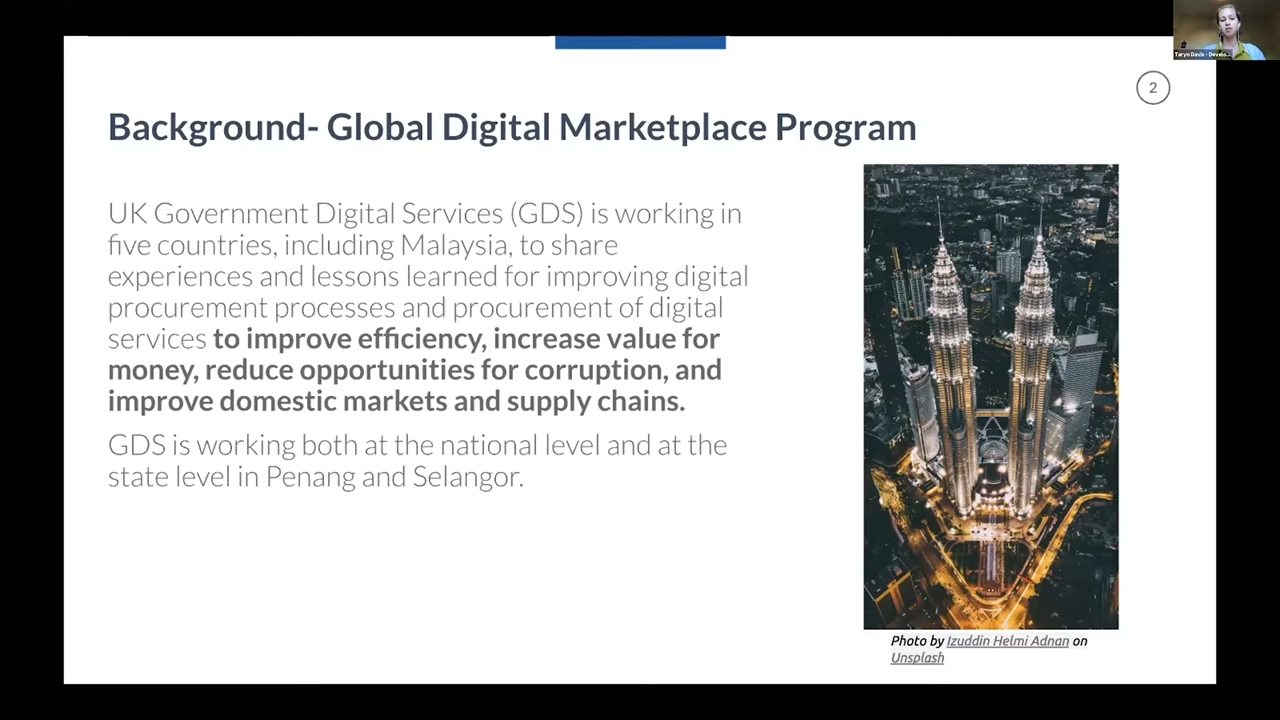 Taryn Davis - Develo...
2
Background- Global Digital Marketplace Program
UK Government Digital Services (GDS) is working in
five countries, including Malaysia, to share
experiences and lessons learned for improving digital
procurement processes and procurement of digital
services to improve efficiency, increase value for
money, reduce opportunities for corruption, and
improve domestic markets and supply chains.
GDS is working both at the national level and at the
state level in Penang and Selangor.
Photo by Izuddin Helmi Adnan on
Unsplash